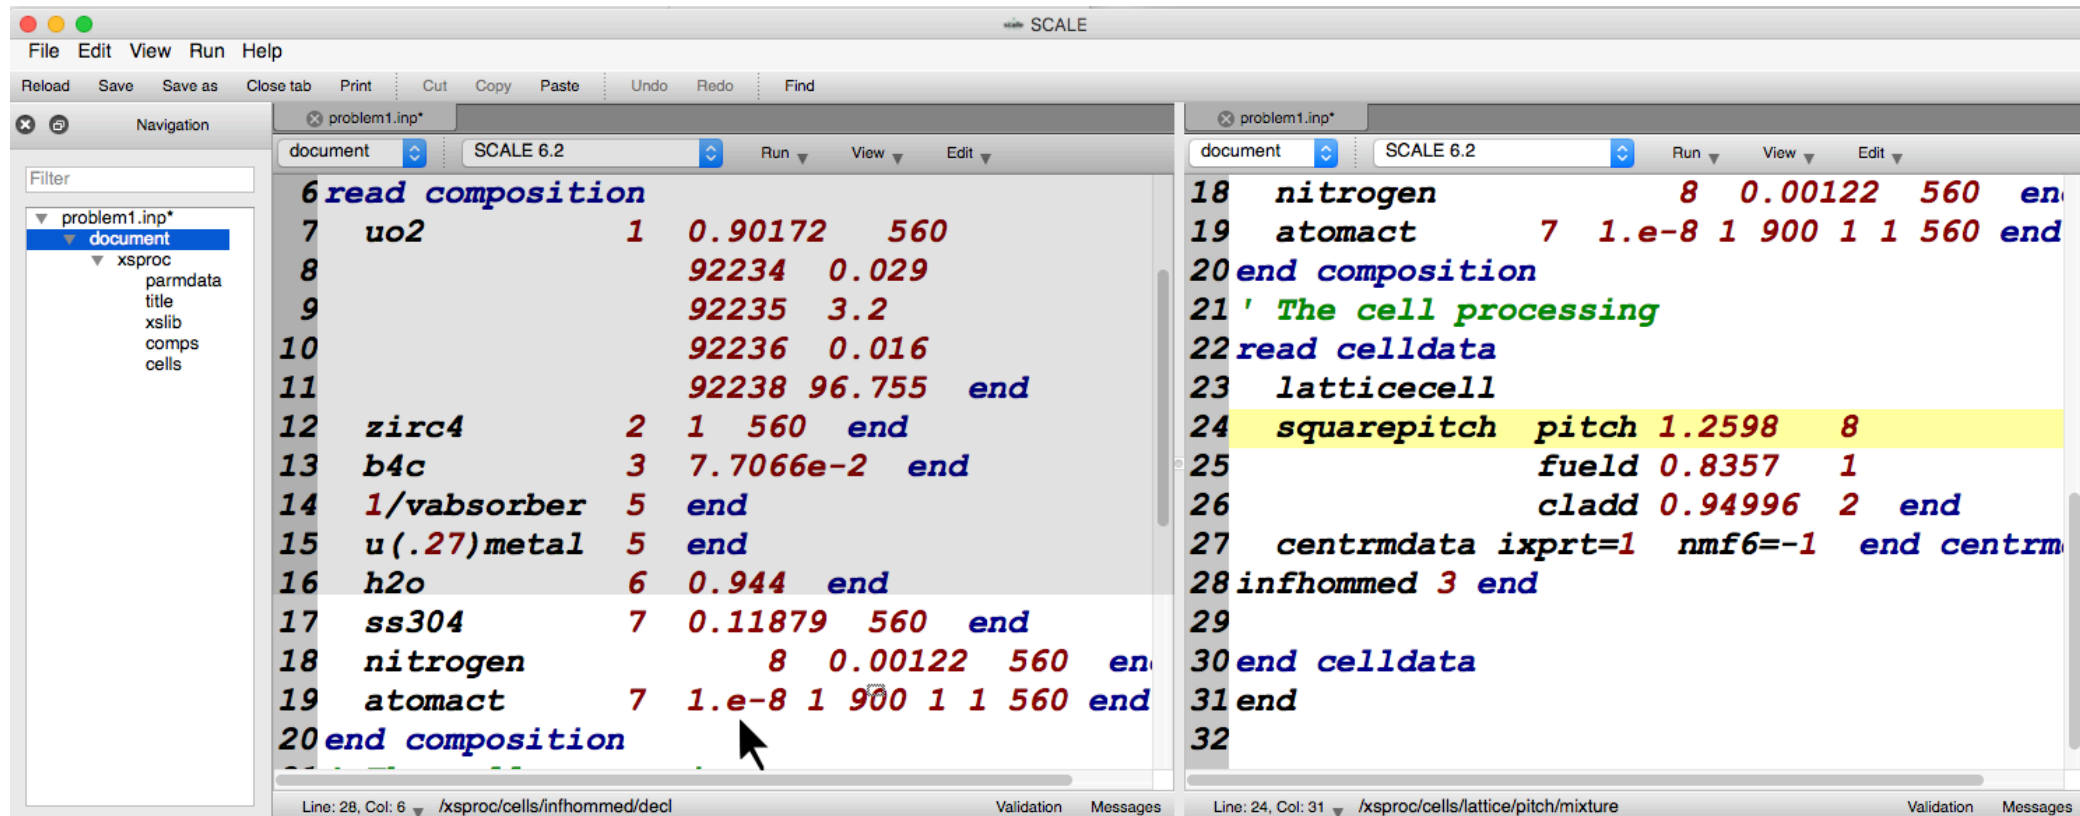 SCALE
File Edit View Run Help
Reload Save Save as Close tab Print Cut Copy Paste Undo Redo Find
Navigation
Filter
problem1.inp*
document
xsproc
parmdata
title
xslib
comps
cells
problem1.inp*
document SCALE 6.2 Run View Edit
6 read composition
7 uo2 1 0.90172 560
8 92234 0.029
9 92235 3.2
10 92236 0.016
11 92238 96.755 end
12 zirc4 2 1 560 end
13 b4c 3 7.7066e-2 end
14 1/vabsorber 5 end
15 u(.27)metal 5 end
16 h2o 6 0.944 end
17 ss304 7 0.11879 560 end
18 nitrogen 8 0.00122 560 en
19 atomact 7 1.e-8 1 900 1 1 560 end
20 end composition
Line: 28, Col: 6 /xsproc/cells/infhommed/decl Validation Messages
problem1.inp*
document SCALE 6.2 Run View Edit
18 nitrogen 8 0.00122 560 en
19 atomact 7 1.e-8 1 900 1 1 560 end
20 end composition
21 ' The cell processing
22 read celldata
23 latticecell
24 squarepitch pitch 1.2598 8
25 fueld 0.8357 1
26 cladd 0.94996 2 end
27 centrmdata ixprt=1 nmf6=-1 end centrm
28 infhommed 3 end
29
30 end celldata
31 end
32
Line: 24, Col: 31 /xsproc/cells/lattice/pitch/mixture Validation Messages